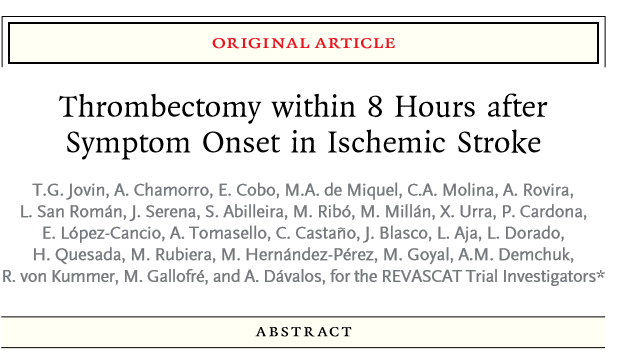 ORIGINAL ARTICLE
Thrombectomy within 8 Hours after
Symptom Onset in Ischemic Stroke
T.G. Jovin, A. Chamorro, E. Cobo, M.A. de Miquel, C.A. Molina, A. Rovira,
L. San Román, J. Serena, S. Abilleira, M. Ribó, M. Millán, X. Urra, P. Cardona,
E. López-Cancio, A. Tomasello, C. Castaño, J. Blasco, L. Aja, L. Dorado,
H. Quesada, M. Rubiera, M. Hernández-Pérez, M. Goyal, A.M. Demchuk,
R. von Kummer, M. Gallofré, and A. Dávalos, for the REVASCAT Trial Investigators*
ABSTRACT